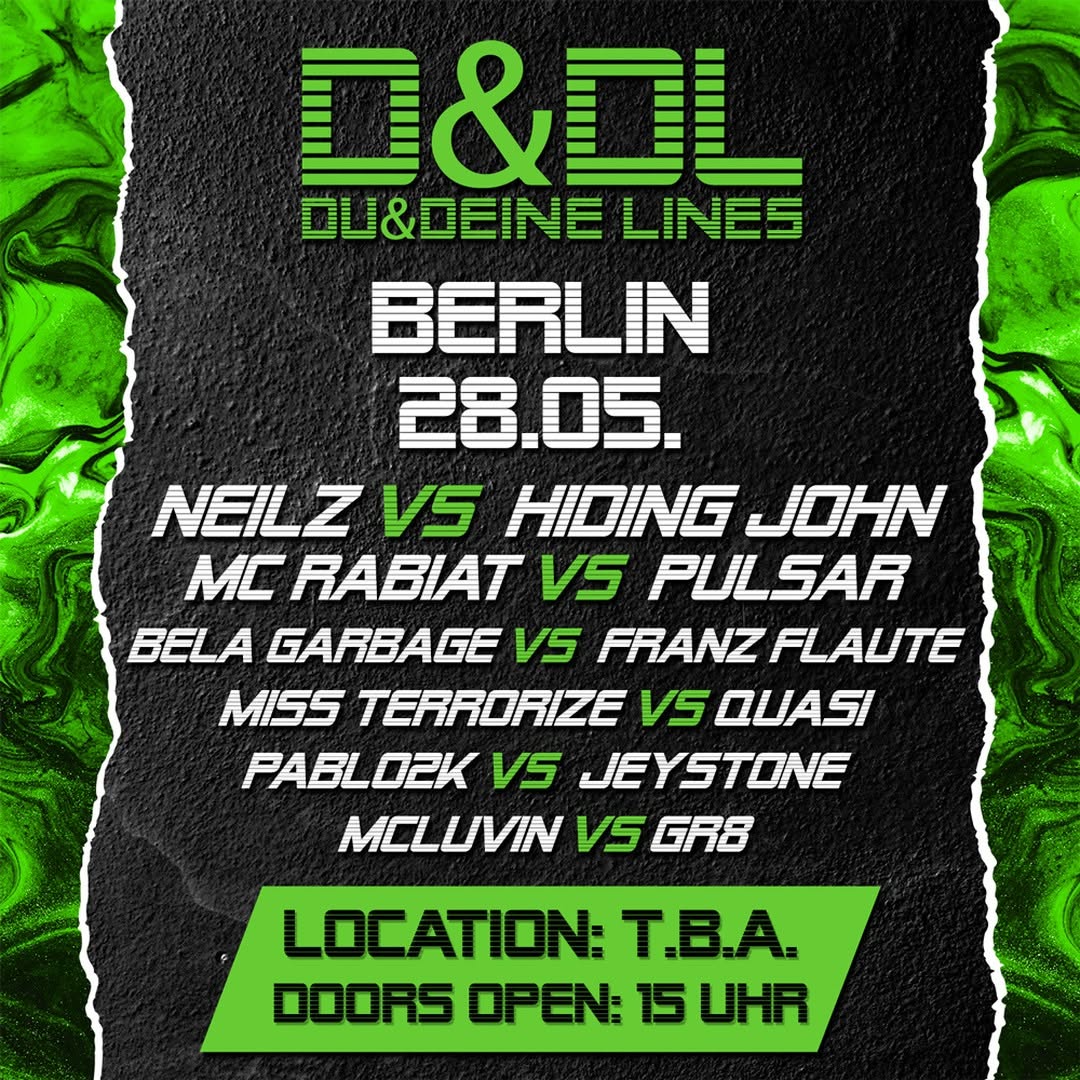 D&DL
DU&DEINE LINES
BERLIN
28.05.
NEILZ VS HIDING JOHN
MC RABIAT VS PULSAR
BELA GARBAGE VS FRANZ FLAUTE
MISS TERRORIZE VS QUASI
PABLO2K VS JEYSTONE
MCLUVIN VS GR8
LOCATION: T.B.A.
DOORS OPEN: 15 UHR